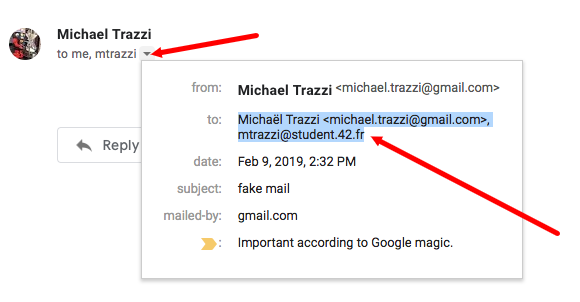 Michael Trazzi
to me, mtrazzi
from: Michael Trazzi <michael.trazzi@gmail.com>
to: Michaël Trazzi <michael.trazzi@gmail.com>,
mtrazzi@student.42.fr
Reply
date: Feb 9, 2019, 2:32 PM
subject: fake mail
mailed-by: gmail.com
: Important according to Google magic.